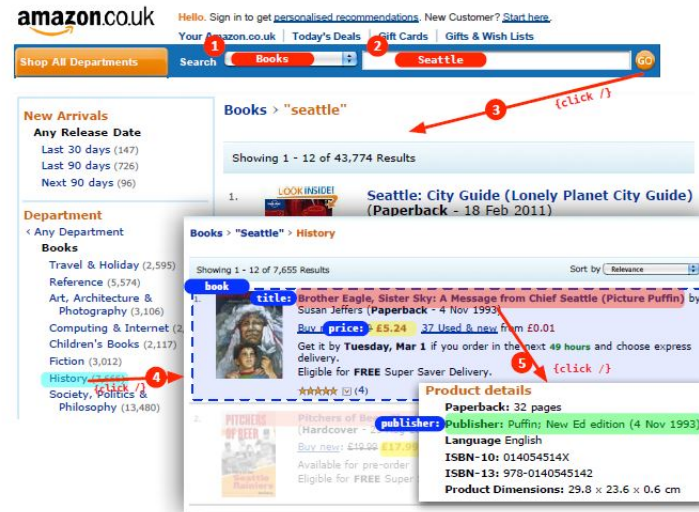 amazon.co.uk
Hello. Sign in to get personalised recommendations. New Customer? Start here.
Your Amazon.co.uk | Today's Deals | Gift Cards | Gifts & Wish Lists
1
2
Shop All Departments
Search
Books
Seattle
GO
{click /}
3
New Arrivals
Any Release Date
Last 30 days (147)
Last 90 days (726)
Next 90 days (96)
Department
< Any Department
Books
Travel & Holiday (2,595)
Reference (5,574)
Art, Architecture &
Photography (3,106)
Computing & Internet (2,
Children's Books (2,117)
Fiction (3,012)
History
{click /}
4
Society, Politics &
Philosophy (13,480)
Books > "seattle"
Showing 1 - 12 of 43,774 Results
1.
LOOK INSIDE!
Seattle: City Guide (Lonely Planet City Guide)
(Paperback - 18 Feb 2011)
Books > "Seattle" > History
Showing 1 - 12 of 7,655 Results
Sort by Relevance
book
1.
title: Brother Eagle, Sister Sky: A Message from Chief Seattle (Picture Puffin) by
Susan Jeffers (Paperback - 4 Nov 1993)
Buy price: £5.24 37 Used & new from £0.01
Get it by Tuesday, Mar 1 if you order in the next 49 hours and choose express
delivery.
Eligible for FREE Super Saver Delivery.
(4)
5
{click /}
2.
PITCHERS
OF BEER
Seattle
Rainiers
Pitchers of
(Hardcover -
Buy new: £19.99 £17.99
Available for pre-order
Eligible for FREE Super
Product details
Paperback: 32 pages
publisher: Publisher: Puffin; New Ed edition (4 Nov 1993)
Language English
ISBN-10: 014054514X
ISBN-13: 978-0140545142
Product Dimensions: 29.8 x 23.6 x 0.6 cm